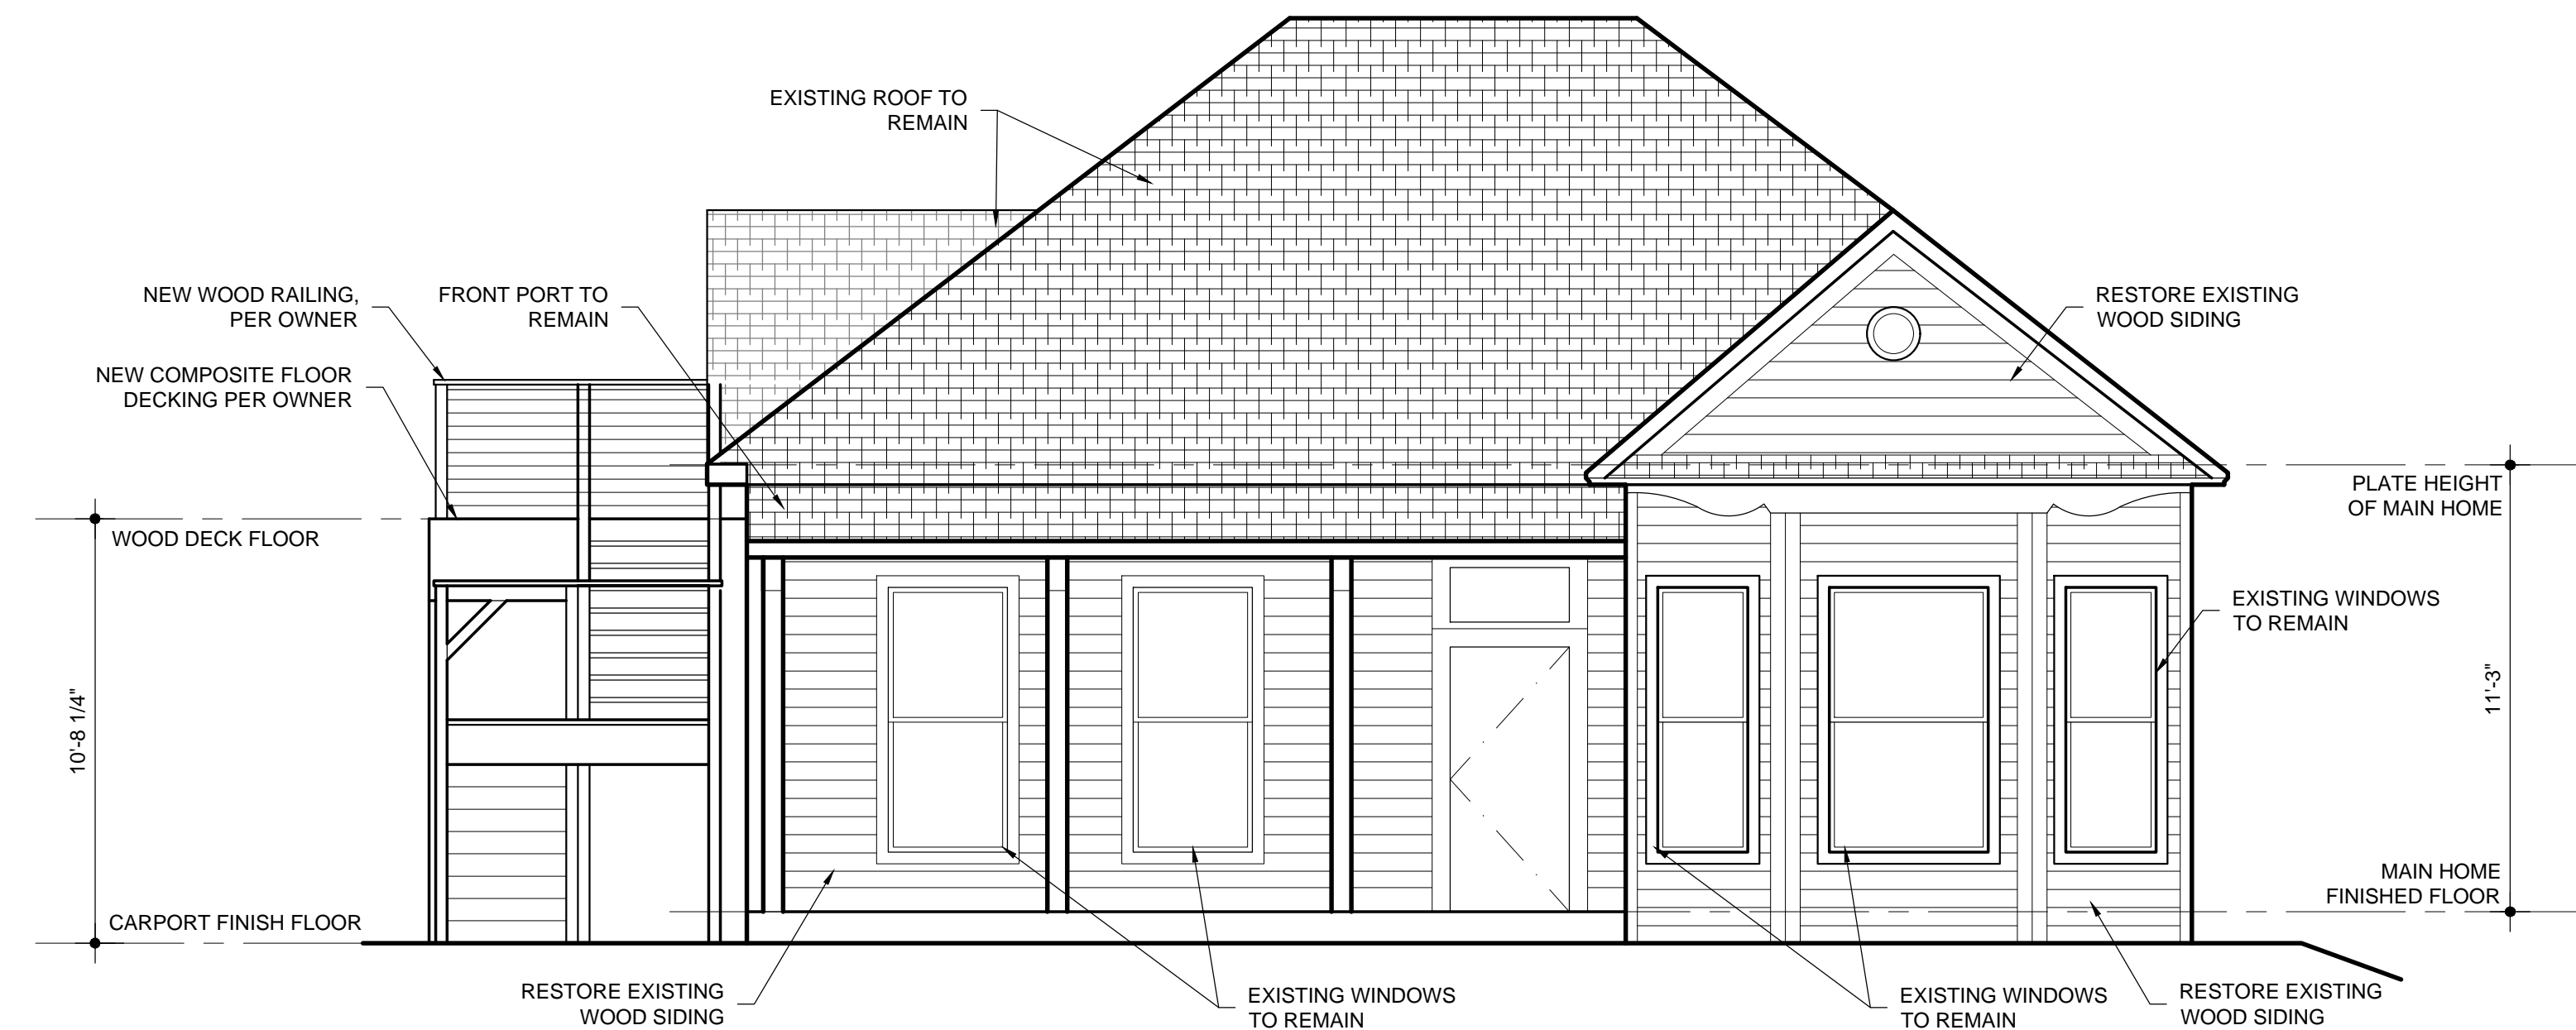 EXISTING ROOF TO
REMAIN
NEW WOOD RAILING,
PER OWNER
FRONT PORT TO
REMAIN
RESTORE EXISTING
WOOD SIDING
NEW COMPOSITE FLOOR
DECKING PER OWNER
PLATE HEIGHT
OF MAIN HOME
WOOD DECK FLOOR
EXISTING WINDOWS
TO REMAIN
10'-8 1/4"
11'-3"
MAIN HOME
FINISHED FLOOR
CARPORT FINISH FLOOR
RESTORE EXISTING
WOOD SIDING
EXISTING WINDOWS
TO REMAIN
EXISTING WINDOWS
TO REMAIN
RESTORE EXISTING
WOOD SIDING